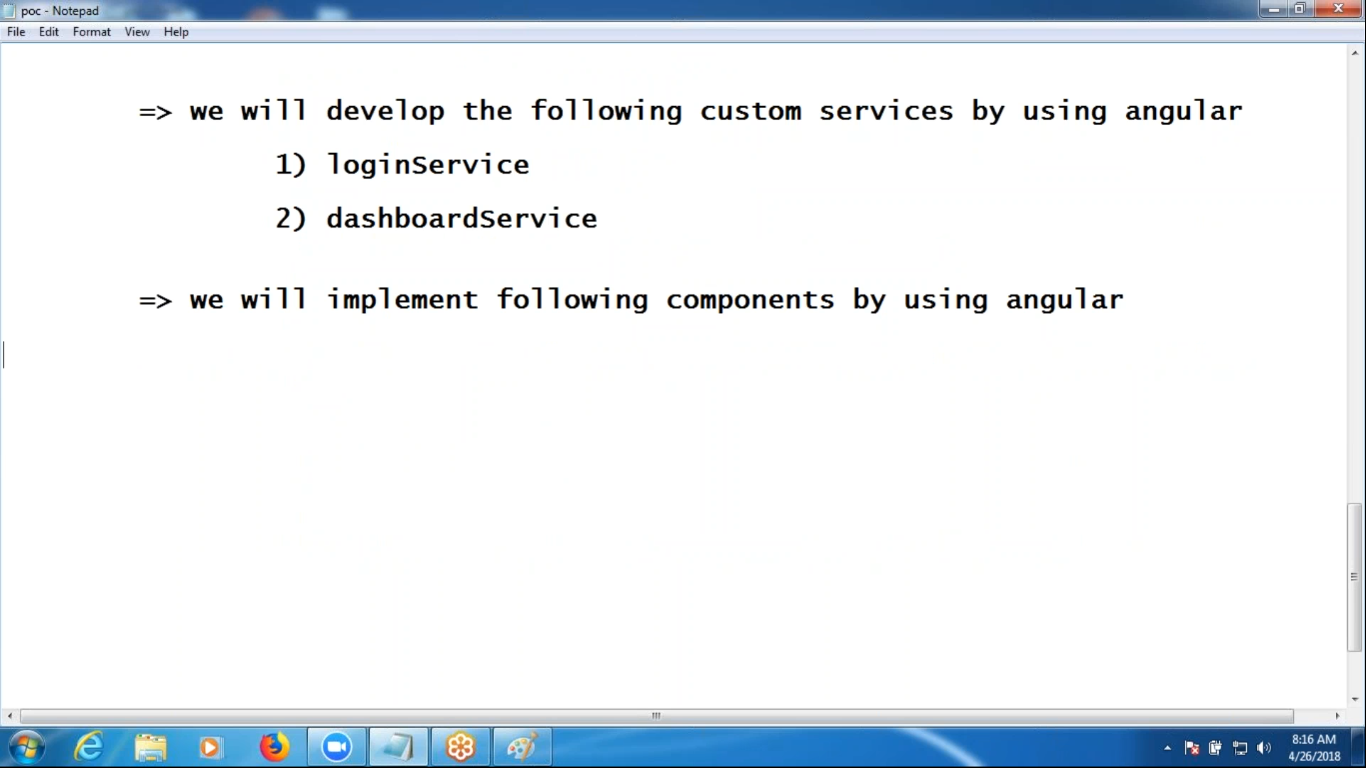 poc - Notepad
File Edit Format View Help
=> we will develop the following custom services by using angular
1) loginService
2) dashboardService
=> we will implement following components by using angular
8:16 AM
4/26/2018